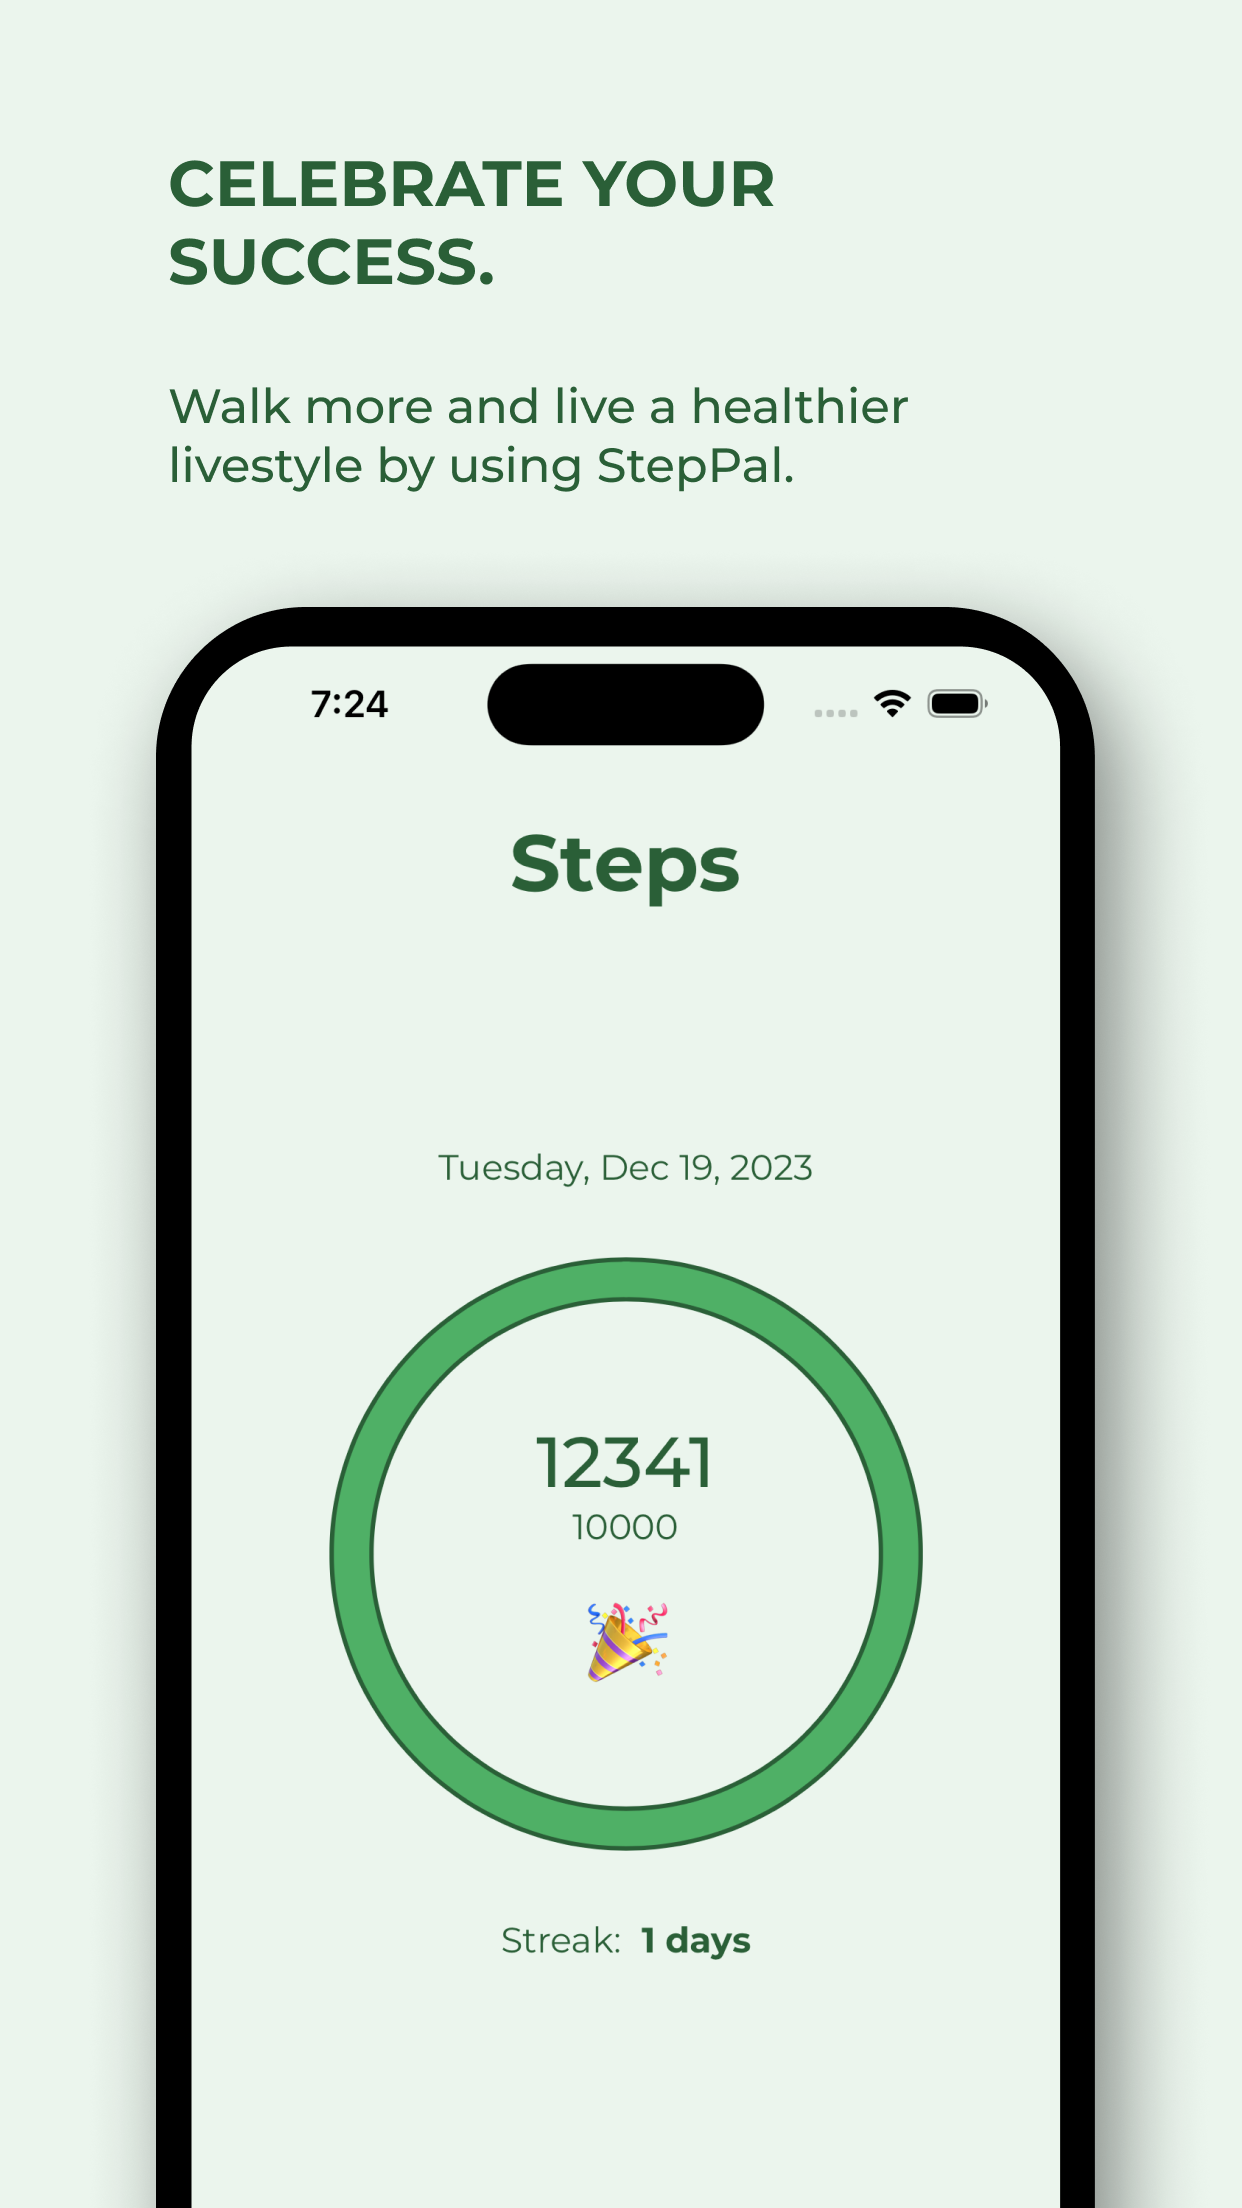 CELEBRATE YOUR
SUCCESS.
Walk more and live a healthier
livestyle by using StepPal.
7:24
Steps
Tuesday, Dec 19, 2023
12341
10000
Streak: 1 days